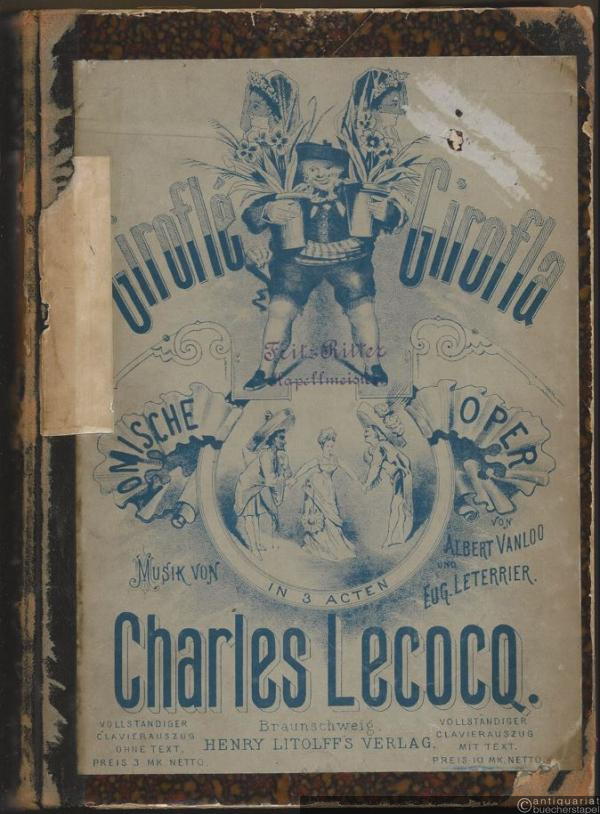 Giroflé
Girofla
Fritz Ritter
Kapellmeister
KOMISCHE
OPER
VON
ALBERT VANLOO
UND
EUG. LETERRIER.
MUSIK VON
IN 3 ACTEN
Charles Lecocq.
VOLLSTÄNDIGER
CLAVIERAUSZUG
OHNE TEXT.
PREIS 3 MK. NETTO.
Braunschweig.
HENRY LITOLFF'S VERLAG.
VOLLSTÄNDIGER
CLAVIERAUSZUG
MIT TEXT.
PREIS 10 MK. NETTO.
antiquariat
buecherstapel